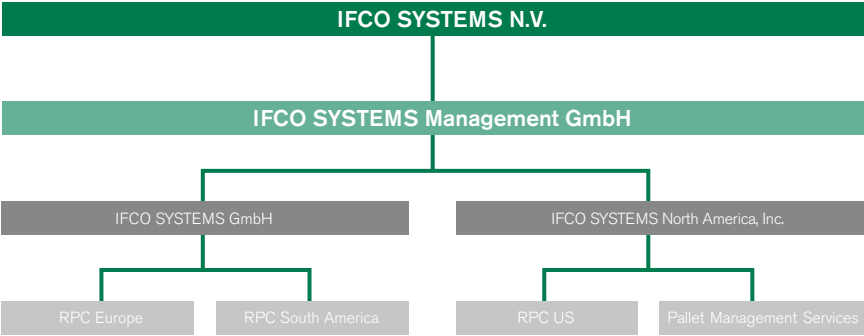 IFCO SYSTEMS N.V.
IFCO SYSTEMS Management GmbH
IFCO SYSTEMS GmbH
IFCO SYSTEMS North America, Inc.
RPC Europe
RPC South America
RPC US
Pallet Management Services